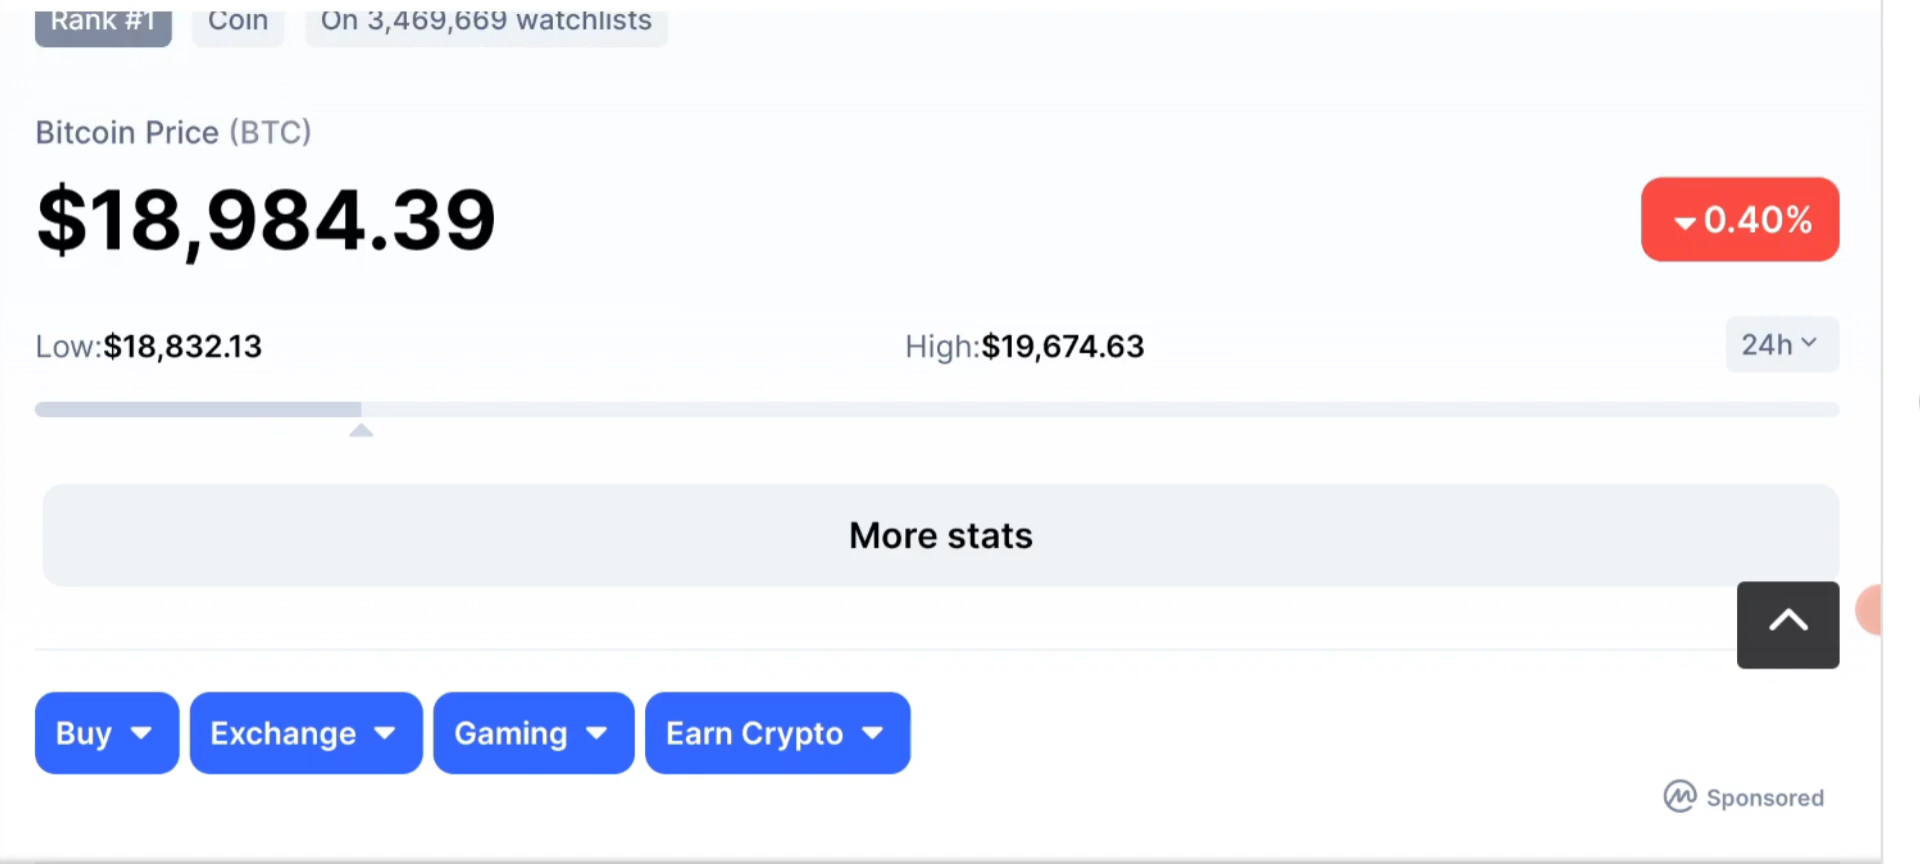 Rank #1 Coin On 3,469,669 watchlists
Bitcoin Price (BTC)
$18,984.39
0.40%
Low:$18,832.13 High:$19,674.63 24h
More stats
Buy Exchange Gaming Earn Crypto
Sponsored